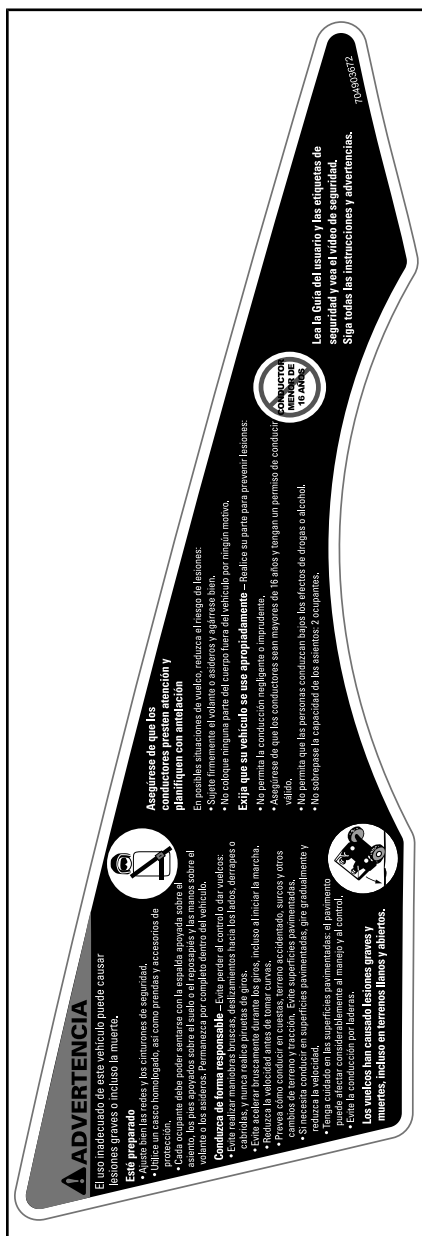 ADVERTENCIA
El uso inadecuado de este vehículo puede causar
lesiones graves o incluso la muerte.
Esté preparado
• Ajuste bien las redes y los cinturones de seguridad.
• Utilice un casco homologado, así como prendas y accesorios de
protección.
• Cada ocupante debe poder sentarse con la espalda apoyada sobre el
asiento, los pies apoyados sobre el suelo o el reposapiés y las manos sobre el
volante o los asideros. Permanezca por completo dentro del vehículo.
Conduzca de forma responsable – Evite perder el control o dar vuelcos:
• Evite realizar maniobras bruscas, deslizamientos hacia los lados, derrapes o
cabriolas, y nunca realice piruetas de giros.
• Evite acelerar bruscamente durante los giros, incluso al iniciar la marcha.
• Reduzca la velocidad antes de tomar curvas.
• Prevea cómo conducir en cuestas, terreno accidentado, surcos y otros
cambios de terreno y tracción. Evite superficies pavimentadas.
• Si necesita conducir en superficies pavimentadas, gire gradualmente y
reduzca la velocidad.
• Tenga cuidado en las superficies pavimentadas: el pavimento
puede afectar considerablemente al manejo y al control.
• Evite la conducción por laderas.
Los vuelcos han causado lesiones graves y
muertes, incluso en terrenos llanos y abiertos.
Asegúrese de que los
conductores presten atención y
planifiquen con antelación
En posibles situaciones de vuelco, reduzca el riesgo de lesiones:
• Sujete firmemente el volante o asideros y agárrese bien.
• No coloque ninguna parte del cuerpo fuera del vehículo por ningún motivo.
Exija que su vehículo se use apropiadamente – Realice su parte para prevenir lesiones:
• No permita la conducción negligente o imprudente.
• Asegúrese de que los conductores sean mayores de 16 años y tengan un permiso de conducir
válido.
• No permita que las personas conduzcan bajos los efectos de drogas o alcohol.
• No sobrepase la capacidad de los asientos: 2 ocupantes.
CONDUCTOR
MENOR DE
16 AÑOS
Lea la Guía del usuario y las etiquetas de
seguridad y vea el vídeo de seguridad.
Siga todas las instrucciones y advertencias.
704903672